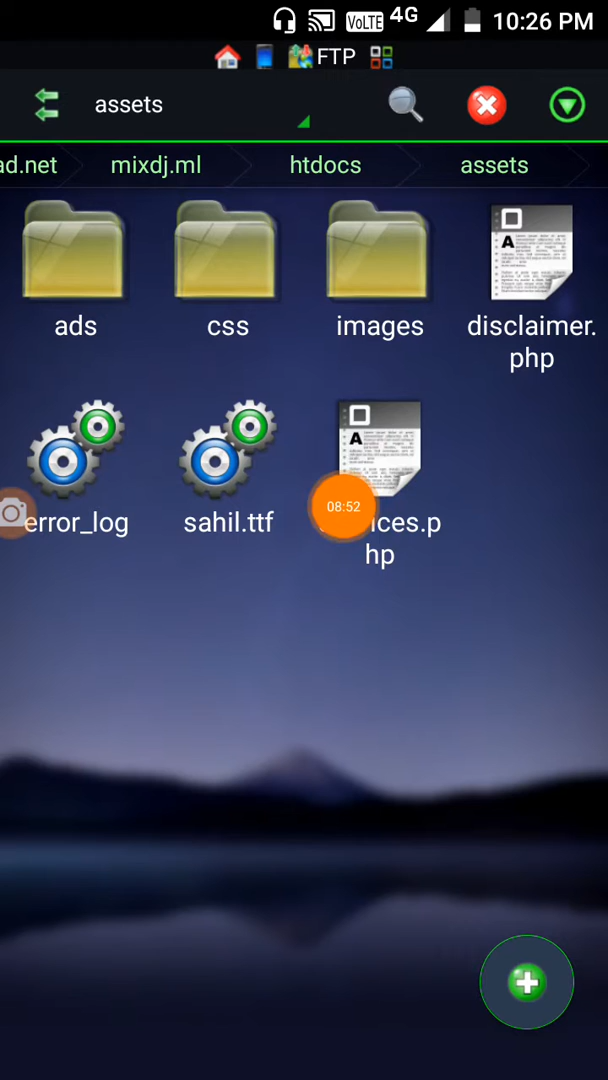 VoLTE 4G 10:26 PM
FTP
assets
ad.net mixdj.ml htdocs assets
ads css images disclaimer.
php
error_log sahil.ttf ices.p
08:52
hp